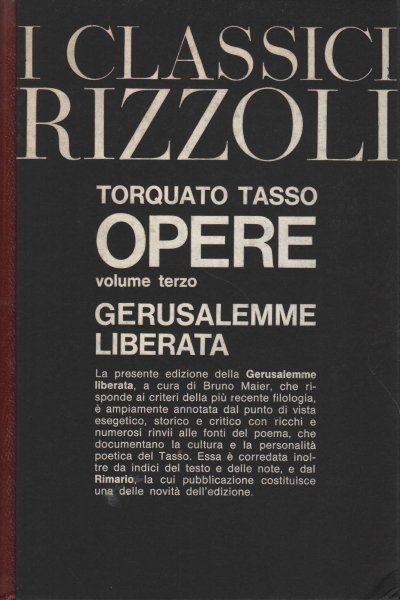 I CLASSICI
RIZZOLI
TORQUATO TASSO
OPERE
volume terzo
GERUSALEMME
LIBERATA
La presente edizione della Gerusalemme
liberata, a cura di Bruno Maier, che ri-
sponde ai criteri della più recente filologia,
è ampiamente annotata dal punto di vista
esegetico, storico e critico con ricchi e
numerosi rinvii alle fonti del poema, che
documentano la cultura e la personalità
poetica del Tasso. Essa è corredata inol-
tre da indici del testo e delle note, e dal
Rimario, la cui pubblicazione costituisce
una delle novità dell'edizione.